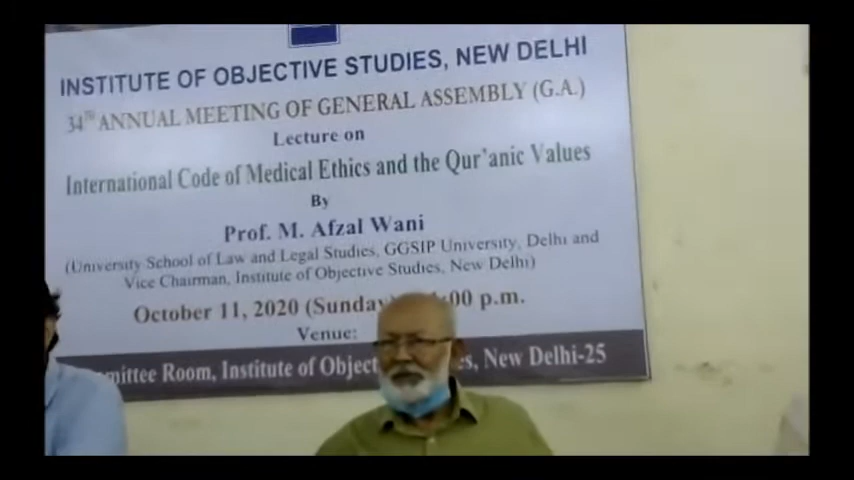 INSTITUTE OF OBJECTIVE STUDIES, NEW DELHI
34TH ANNUAL MEETING OF GENERAL ASSEMBLY (G.A.)
Lecture on
International Code of Medical Ethics and the Qur'anic Values
By
Prof. M. Afzal Wani
(University School of Law and Legal Studies, GGSIP University, Delhi and
Vice Chairman, Institute of Objective Studies, New Delhi)
October 11, 2020 (Sunday) :00 p.m.
Venue:
Room, Institute of New Delhi-25